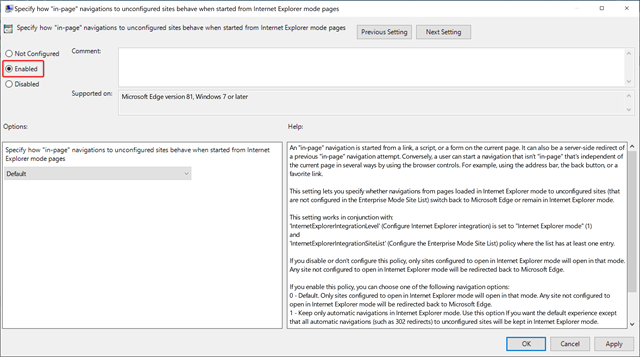 Specify how "in-page" navigations to unconfigured sites behave when started from Internet Explorer mode pages
Specify how "in-page" navigations to unconfigured sites behave when started from Internet Explorer mode pages
Previous Setting
Next Setting
Not Configured
Enabled
Disabled
Comment:
Supported on:
Microsoft Edge version 81, Windows 7 or later
Options:
Help:
Specify how "in-page" navigations to unconfigured sites behave when started from Internet
Explorer mode pages
Default
An "in-page" navigation is started from a link, a script, or a form on the current page. It can also be a server-side redirect of
a previous "in-page" navigation attempt. Conversely, a user can start a navigation that isn't "in-page" that's independent of
the current page in several ways by using the browser controls. For example, using the address bar, the back button, or a
favorite link.
This setting lets you specify whether navigations from pages loaded in Internet Explorer mode to unconfigured sites (that
are not configured in the Enterprise Mode Site List) switch back to Microsoft Edge or remain in Internet Explorer mode.
This setting works in conjunction with:
'InternetExplorerIntegrationLevel' (Configure Internet Explorer integration) is set to "Internet Explorer mode" (1)
and
'InternetExplorerIntegrationSiteList' (Configure the Enterprise Mode Site List) policy where the list has at least one entry.
If you disable or don't configure this policy, only sites configured to open in Internet Explorer mode will open in that mode.
Any site not configured to open in Internet Explorer mode will be redirected back to Microsoft Edge.
If you enable this policy, you can choose one of the following navigation options:
0 - Default. Only sites configured to open in Internet Explorer mode will open in that mode. Any site not configured to
open in Internet Explorer mode will be redirected back to Microsoft Edge.
1 - Keep only automatic navigations in Internet Explorer mode. Use this option if you want the default experience except
that all automatic navigations (such as 302 redirects) to unconfigured sites will be kept in Internet Explorer mode.
OK
Cancel
Apply